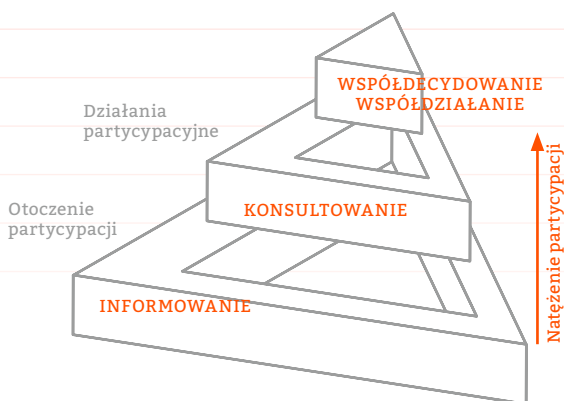 WSPÓŁDECYDOWANIE
WSPÓŁDZIAŁANIE
Działania
partycypacyjne
KONSULTOWANIE
Otoczenie
partycypacji
INFORMOWANIE
Natężenie partycypacji